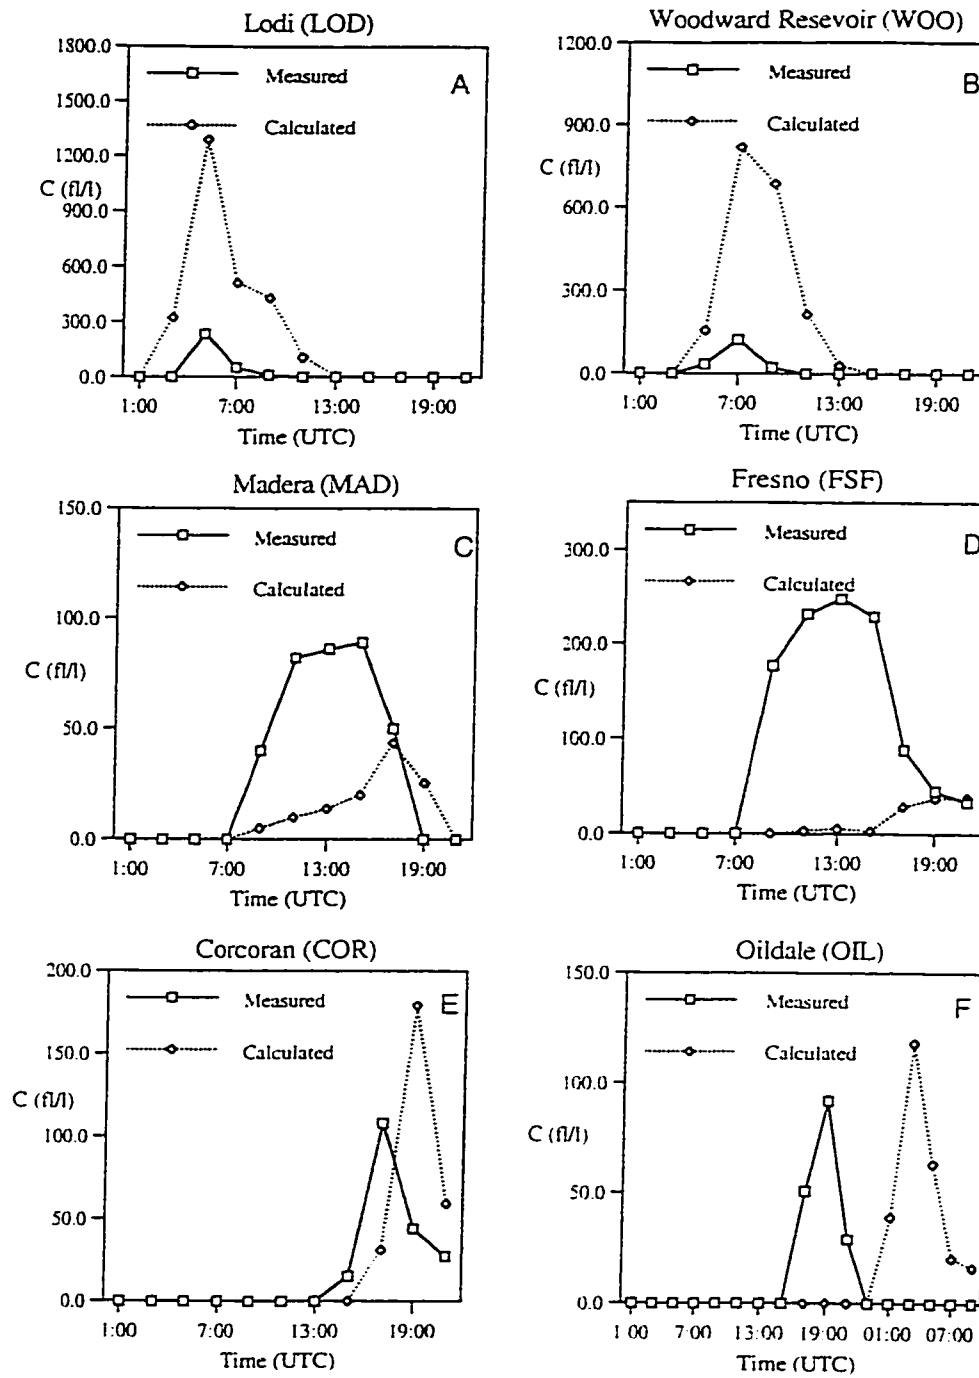 Lodi (LOD)
1800.0
1500.0
1200.0
900.0
600.0
300.0
0.0
C (fl/l)
Measured
Calculated
A
1:00 7:00 13:00 19:00
Time (UTC)
Woodward Resevoir (WOO)
1200.0
900.0
600.0
300.0
0.0
C (fl/l)
Measured
Calculated
B
1:00 7:00 13:00 19:00
Time (UTC)
Madera (MAD)
150.0
100.0
50.0
0.0
C (fl/l)
Measured
Calculated
C
1:00 7:00 13:00 19:00
Time (UTC)
Fresno (FSF)
300.0
200.0
100.0
0.0
C (fl/l)
Measured
Calculated
D
1:00 7:00 13:00 19:00
Time (UTC)
Corcoran (COR)
200.0
150.0
100.0
50.0
0.0
C (fl/l)
Measured
Calculated
E
1:00 7:00 13:00 19:00
Time (UTC)
Oildale (OIL)
150.0
100.0
50.0
0.0
C (fl/l)
Measured
Calculated
F
1:00 7:00 13:00 19:00 01:00 07:00
Time (UTC)